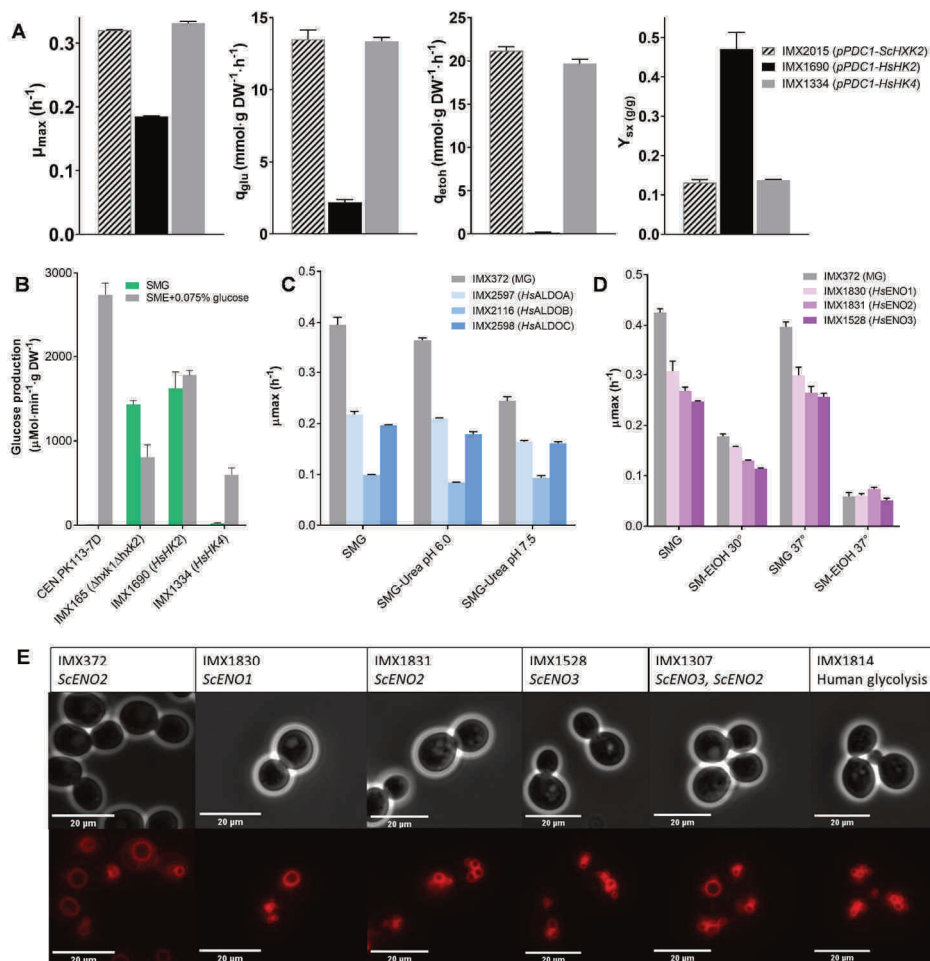 A
μmax (h⁻¹)
0.3
0.2
0.1
0.0
qglu (mmol·g DW⁻¹·h⁻¹)
15
10
5
0
qetoh (mmol·g DW⁻¹·h⁻¹)
25
20
15
10
5
0
Ysx (g/g)
0.5
0.4
0.3
0.2
0.1
0.0
IMX2015 (pPDC1-ScHXK2)
IMX1690 (pPDC1-HsHK2)
IMX1334 (pPDC1-HsHK4)
B
SMG
SME+0.075% glucose
Glucose production
(μMol·min⁻¹·g DW⁻¹)
3000
2000
1000
0
CEN.PK113-7D
IMX165 (Δhxk1Δhxk2)
IMX1690 (HsHK2)
IMX1334 (HsHK4)
C
IMX372 (MG)
IMX2597 (HsALDOA)
IMX2116 (HsALDOB)
IMX2598 (HsALDOC)
μmax (h⁻¹)
0.5
0.4
0.3
0.2
0.1
0.0
SMG
SMG-Urea pH 6.0
SMG-Urea pH 7.5
D
IMX372 (MG)
IMX1830 (HsENO1)
IMX1831 (HsENO2)
IMX1528 (HsENO3)
μmax (h⁻¹)
0.5
0.4
0.3
0.2
0.1
0.0
SMG
SM-EtOH 30°
SMG 37°
SM-EtOH 37°
E
IMX372
ScENO2
IMX1830
ScENO1
IMX1831
ScENO2
IMX1528
ScENO3
IMX1307
ScENO3, ScENO2
IMX1814
Human glycolysis
20 μm
20 μm
20 μm
20 μm
20 μm
20 μm
20 μm
20 μm
20 μm
20 μm
20 μm
20 μm